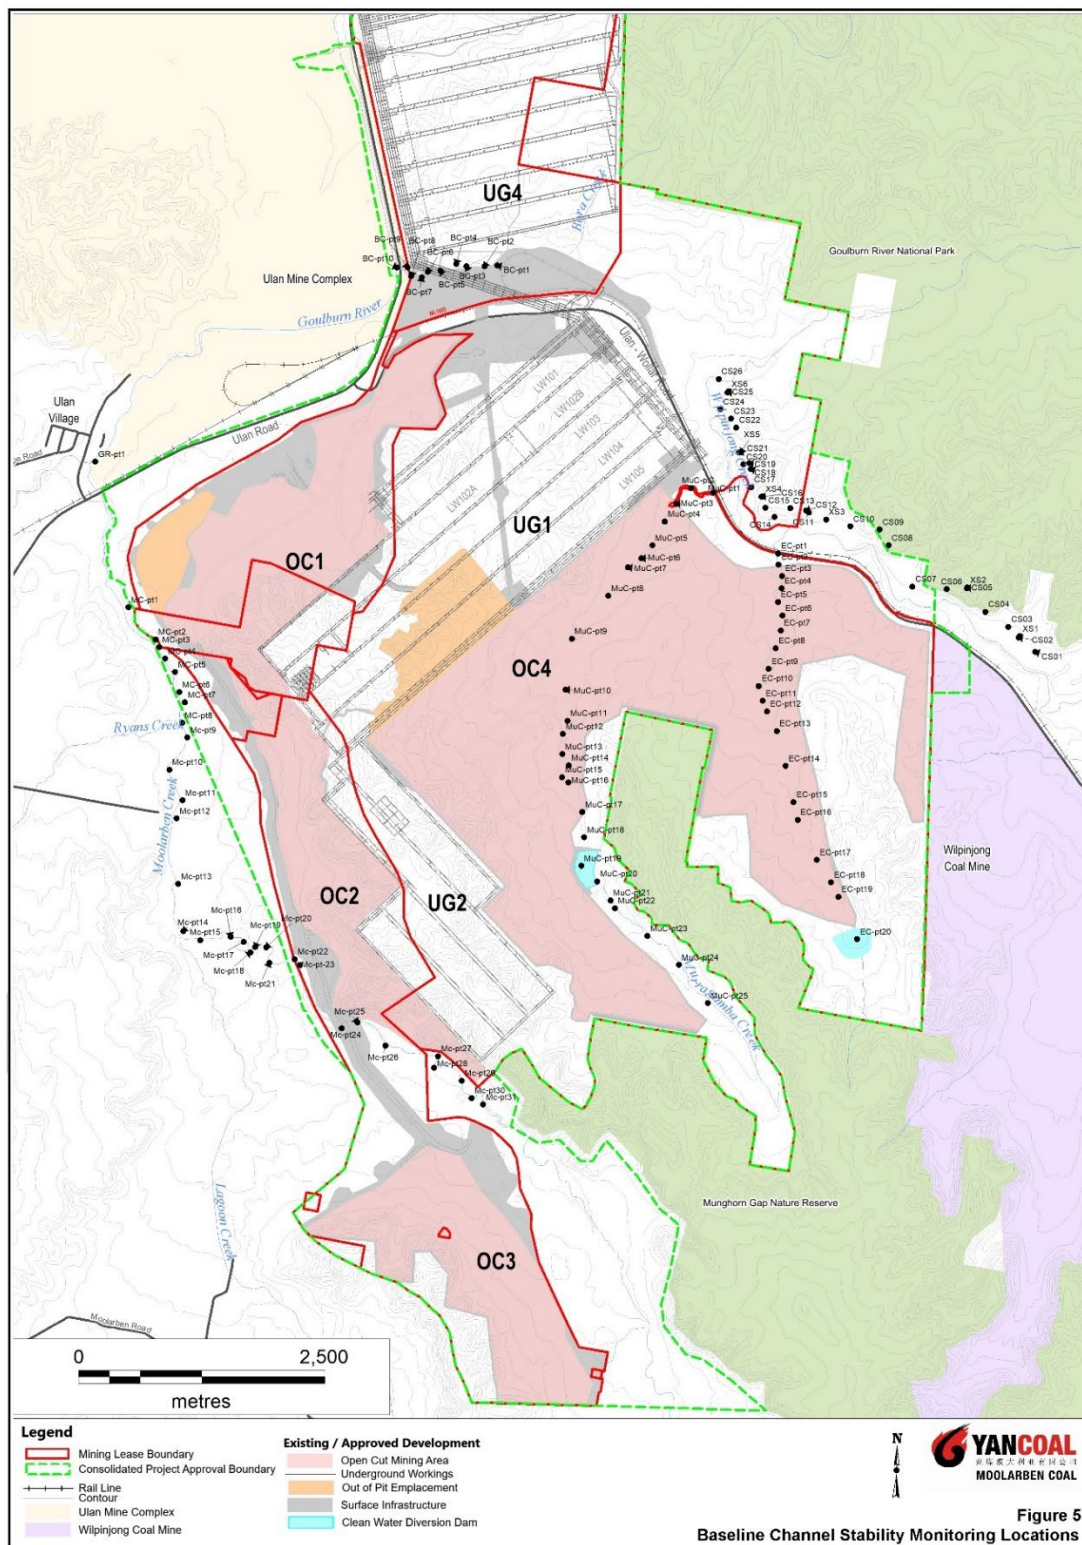 UG4
Bora Creek
Goulburn River National Park
BC-pt9
BC-pt8
BC-pt6
BC-pt4
BC-pt2
BC-pt10
BC-pt7
BC-pt5
BC-pt3
BC-pt1
Ulan Mine Complex
Goulburn River
Ulan Village
GR-pt1
Ulan Road
Ulan - Wollar Road
LW101
LW102B
LW103
LW104
LW105
LW102A
UG1
OC1
CS26
XS6
CS25
CS24
CS23
CS22
XS5
CS21
CS20
CS19
CS18
CS17
XS4
CS16
CS15
CS13
CS12
CS14
CS11
XS3
CS10
CS09
CS08
CS07
CS06
XS2
CS05
CS04
CS03
XS1
CS02
CS01
MuC-pt2
MuC-pt1
MuC-pt3
MuC-pt4
MuC-pt5
MuC-pt6
MuC-pt7
MuC-pt8
MuC-pt9
MuC-pt10
MuC-pt11
MuC-pt12
MuC-pt13
MuC-pt14
MuC-pt15
MuC-pt16
MuC-pt17
MuC-pt18
MuC-pt19
MuC-pt20
MuC-pt21
MuC-pt22
MuC-pt23
MuC-pt24
MuC-pt25
Murragamba Creek
OC4
EC-pt1
EC-pt2
EC-pt3
EC-pt4
EC-pt5
EC-pt6
EC-pt7
EC-pt8
EC-pt9
EC-pt10
EC-pt11
EC-pt12
EC-pt13
EC-pt14
EC-pt15
EC-pt16
EC-pt17
EC-pt18
EC-pt19
EC-pt20
Wilpinjong Coal Mine
MC-pt1
MC-pt2
MC-pt3
MC-pt4
MC-pt5
MC-pt6
MC-pt7
MC-pt8
Mc-pt9
Ryans Creek
Mc-pt10
Mc-pt11
Mc-pt12
Moolarben Creek
Mc-pt13
Mc-pt14
Mc-pt15
Mc-pt16
Mc-pt17
Mc-pt18
Mc-pt19
Mc-pt20
Mc-pt21
Mc-pt22
Mc-pt-23
OC2
UG2
Mc-pt25
Mc-pt24
Mc-pt26
Mc-pt27
Mc-pt28
Mc-pt29
Mc-pt30
Mc-pt31
Munghorn Gap Nature Reserve
Lagoon Creek
OC3
Moolarben Road
0 2,500
metres
Legend
Mining Lease Boundary
Consolidated Project Approval Boundary
Rail Line
Contour
Ulan Mine Complex
Wilpinjong Coal Mine
Existing / Approved Development
Open Cut Mining Area
Underground Workings
Out of Pit Emplacement
Surface Infrastructure
Clean Water Diversion Dam
N
YANCOAL
MOOLARBEN COAL
Figure 5
Baseline Channel Stability Monitoring Locations